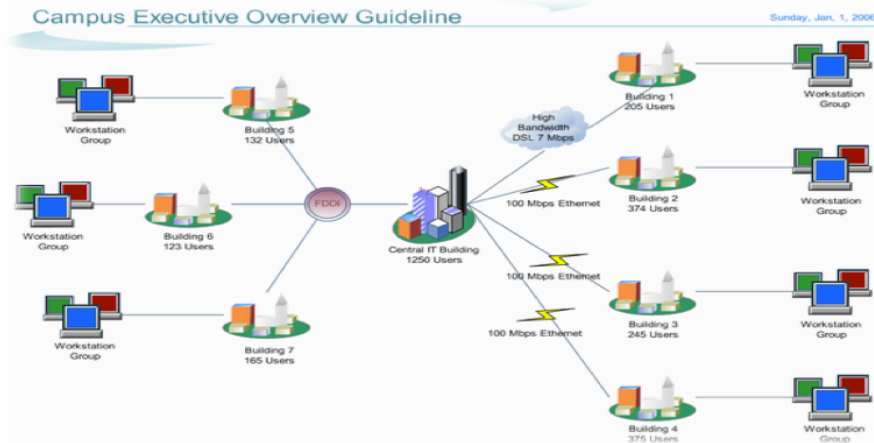 Campus Executive Overview Guideline
Sunday, Jan, 1, 2006
Workstation
Group
Building 5
132 Users
Workstation
Group
Building 6
123 Users
Workstation
Group
Building 7
165 Users
FDDI
Central IT Building
1250 Users
High
Bandwidth
DSL 7 Mbps
100 Mbps Ethernet
100 Mbps Ethernet
100 Mbps Ethernet
Building 1
205 Users
Workstation
Group
Building 2
374 Users
Workstation
Group
Building 3
245 Users
Workstation
Group
Building 4
375 Users
Workstation
Group